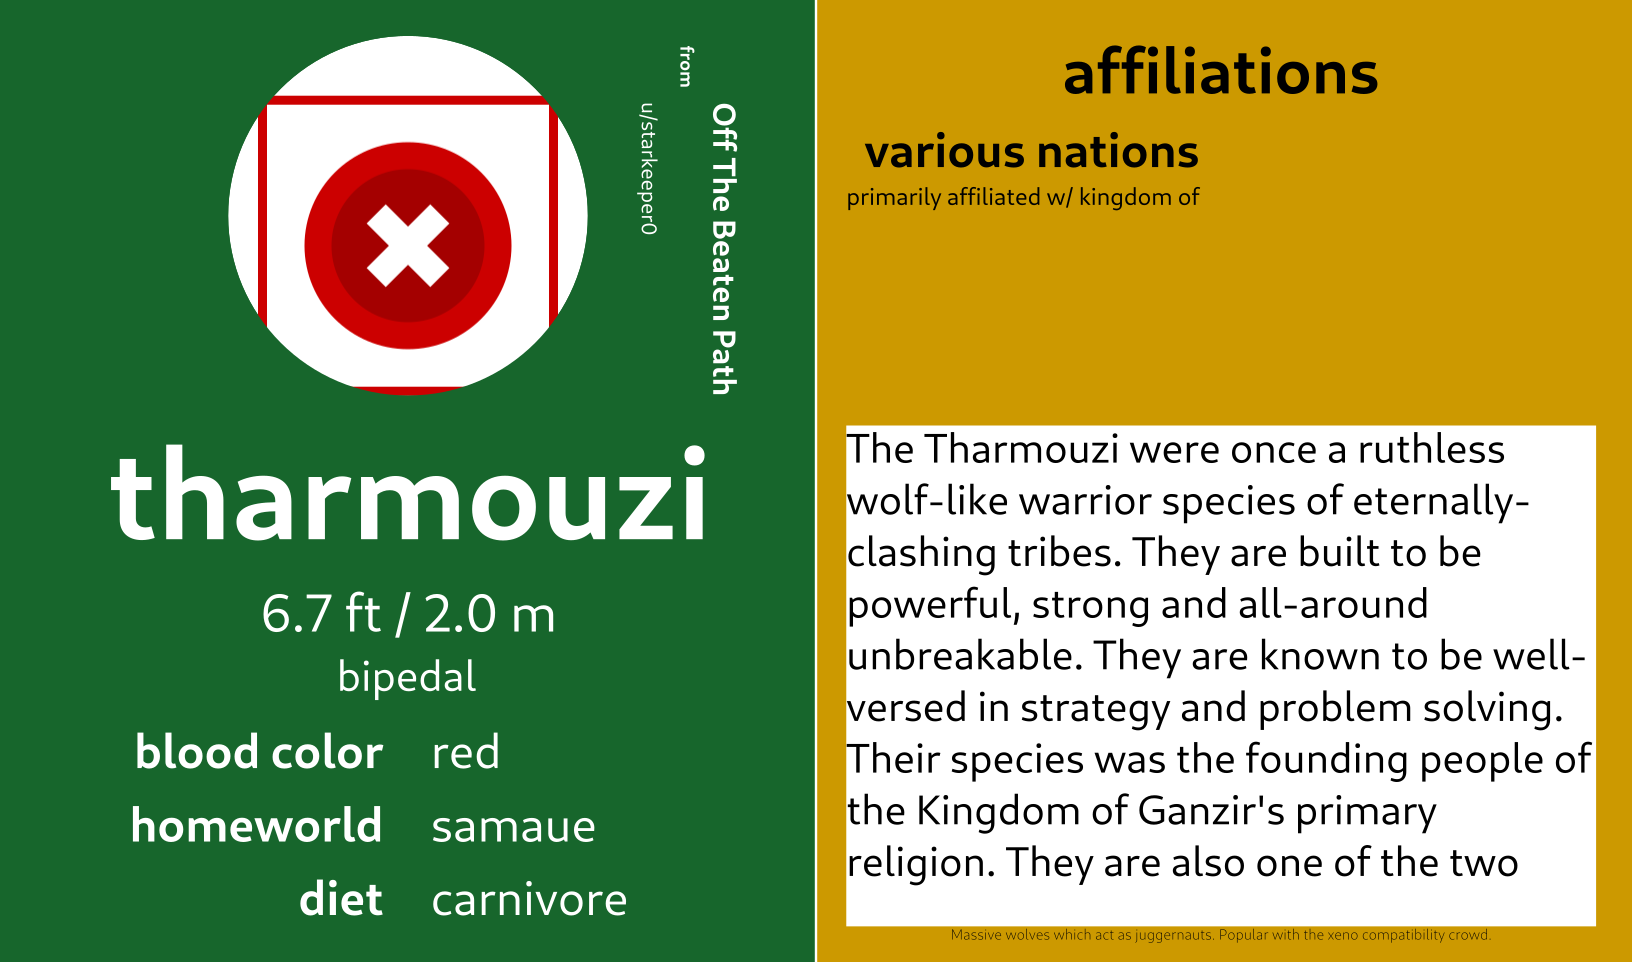 from
Off The Beaten Path
u/starkeeper0
tharmouzi
6.7 ft / 2.0 m
bipedal
blood color red
homeworld samaue
diet carnivore
affiliations
various nations
primarily affiliated w/ kingdom of
The Tharmouzi were once a ruthless
wolf-like warrior species of eternally-
clashing tribes. They are built to be
powerful, strong and all-around
unbreakable. They are known to be well-
versed in strategy and problem solving.
Their species was the founding people of
the Kingdom of Ganzir's primary
religion. They are also one of the two
Massive wolves which act as juggernauts. Popular with the xeno compatibility crowd.